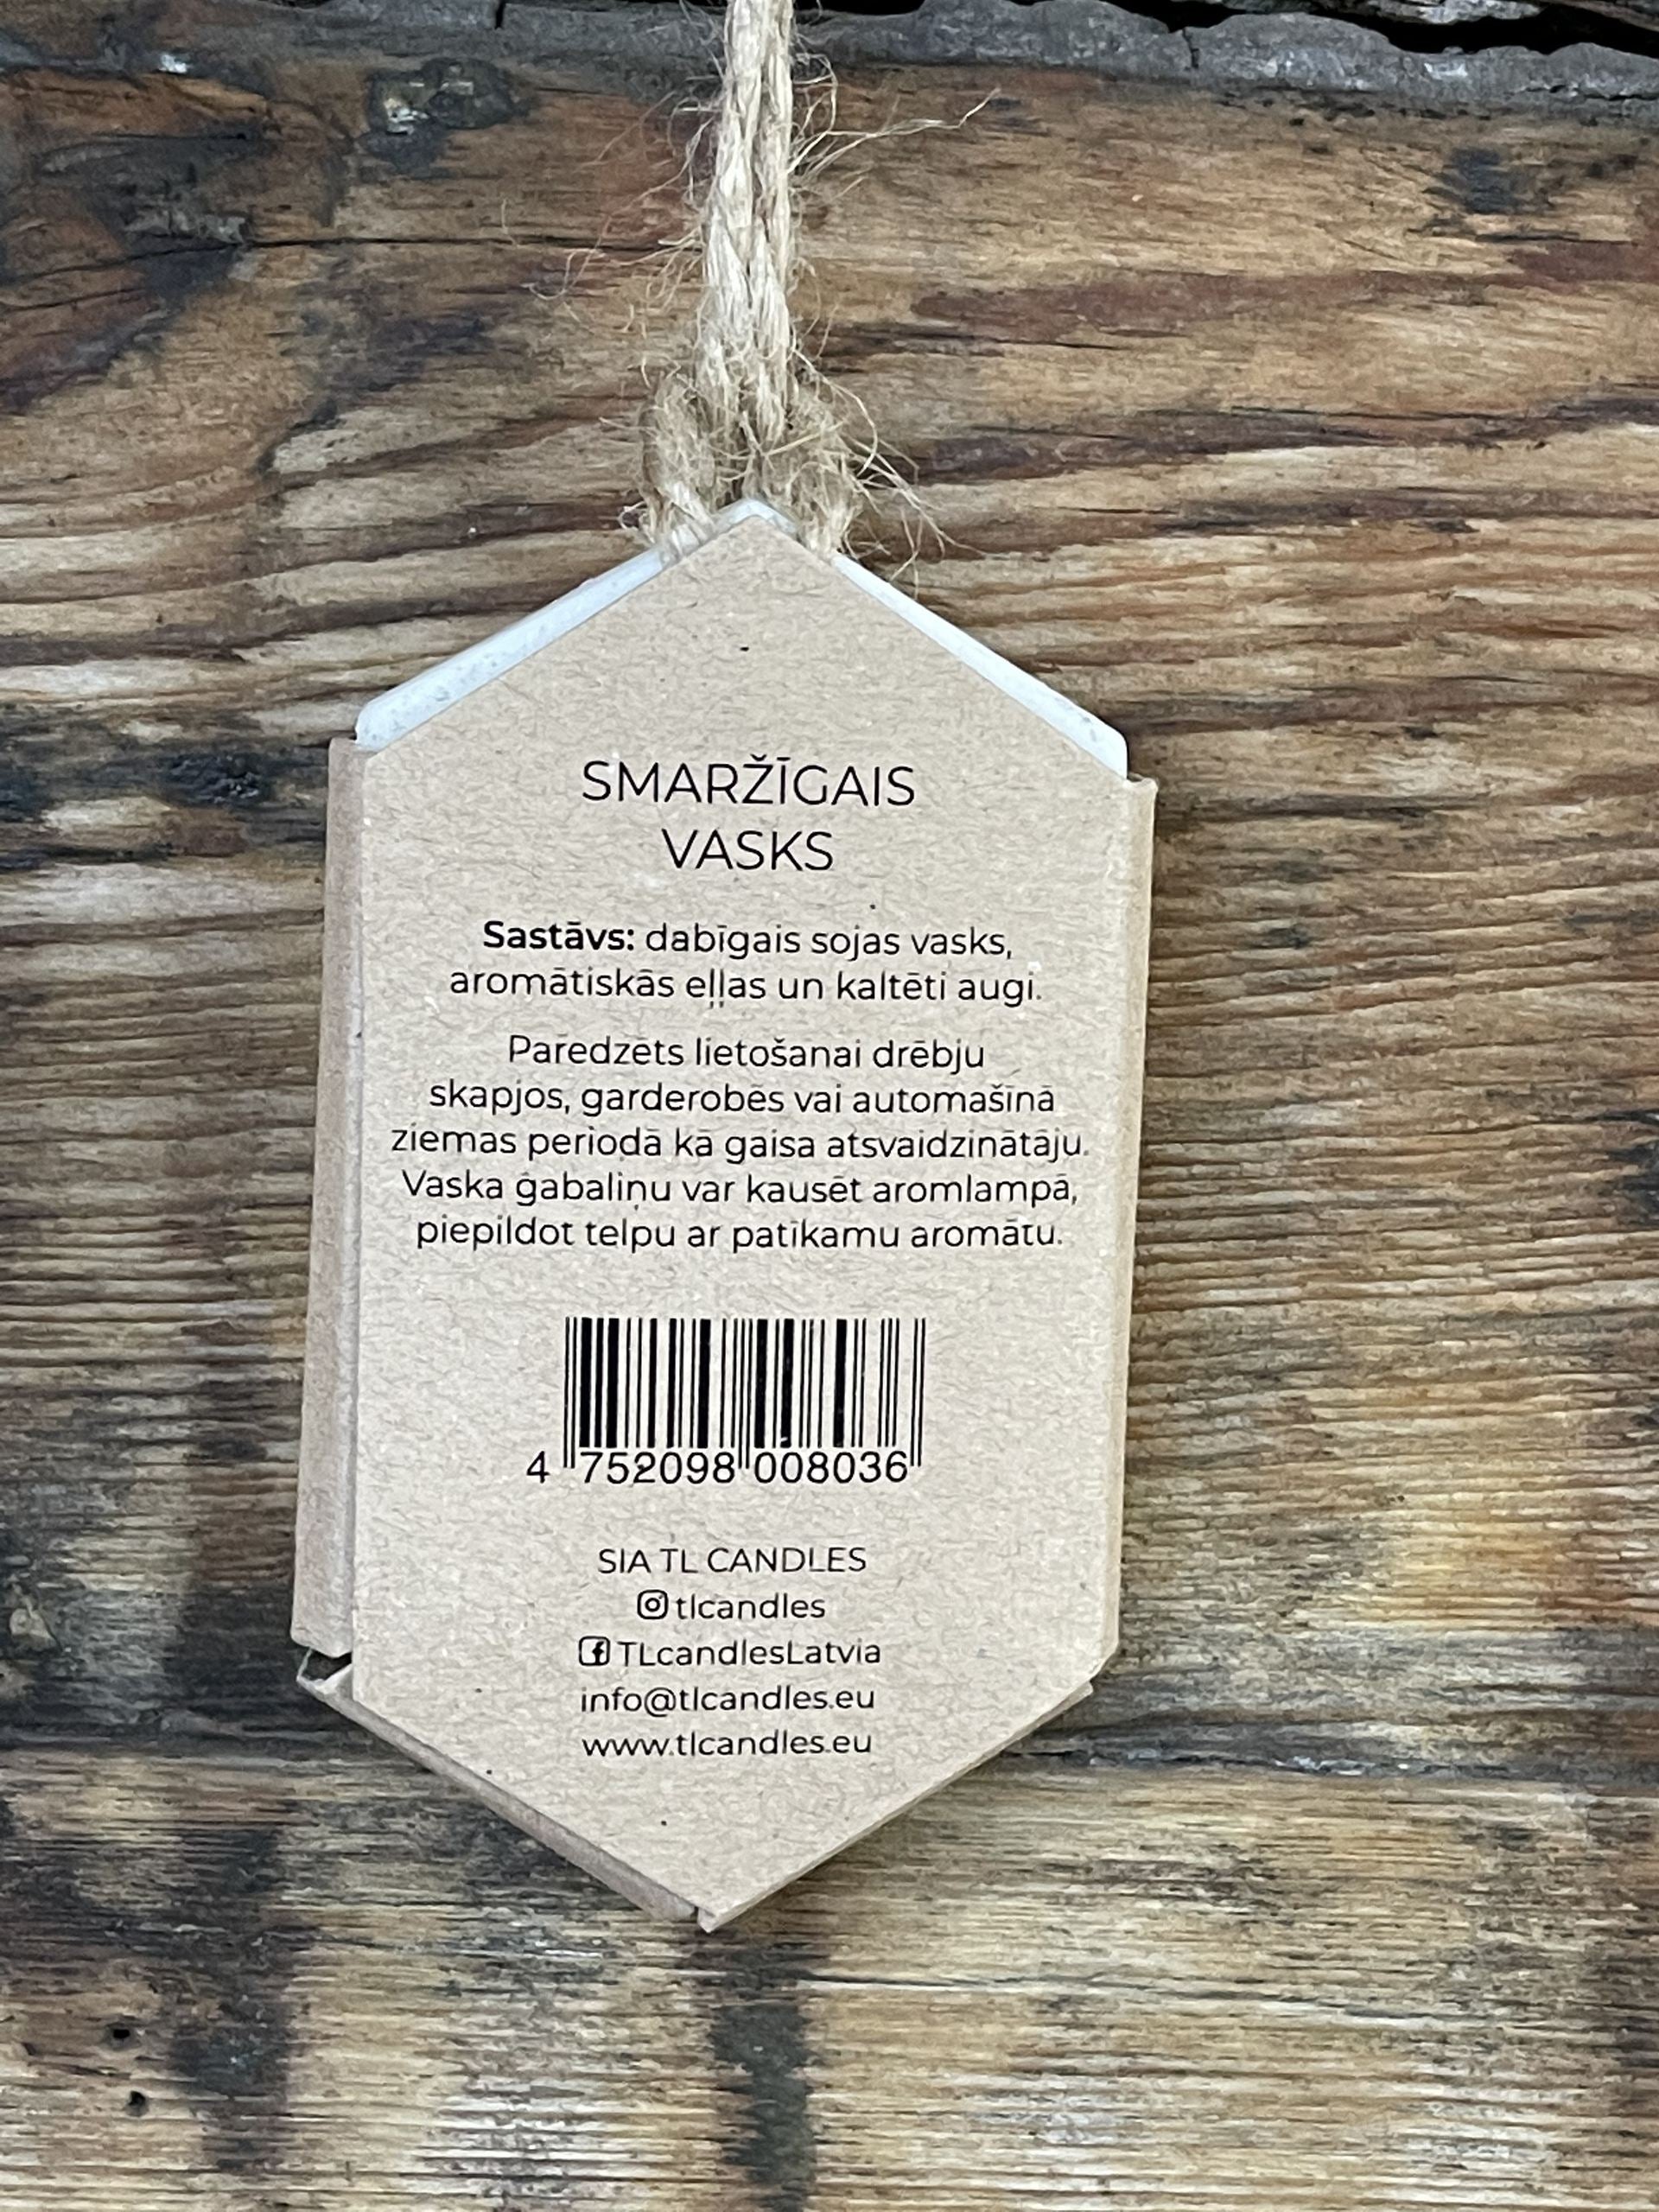 SMARŽĪGAIS
VASKS
Sastāvs: dabīgais sojas vasks,
aromātiskās eļļas un kaltēti augi.
Paredzēts lietošanai drēbju
skapjos, garderobēs vai automašīnā
ziemas periodā kā gaisa atsvaidzinātāju.
Vaska gabaliņu var kausēt aromlampā,
piepildot telpu ar patīkamu aromātu.
4 752098 008036
SIA TL CANDLES
tlcandles
TLcandlesLatvia
info@tlcandles.eu
www.tlcandles.eu